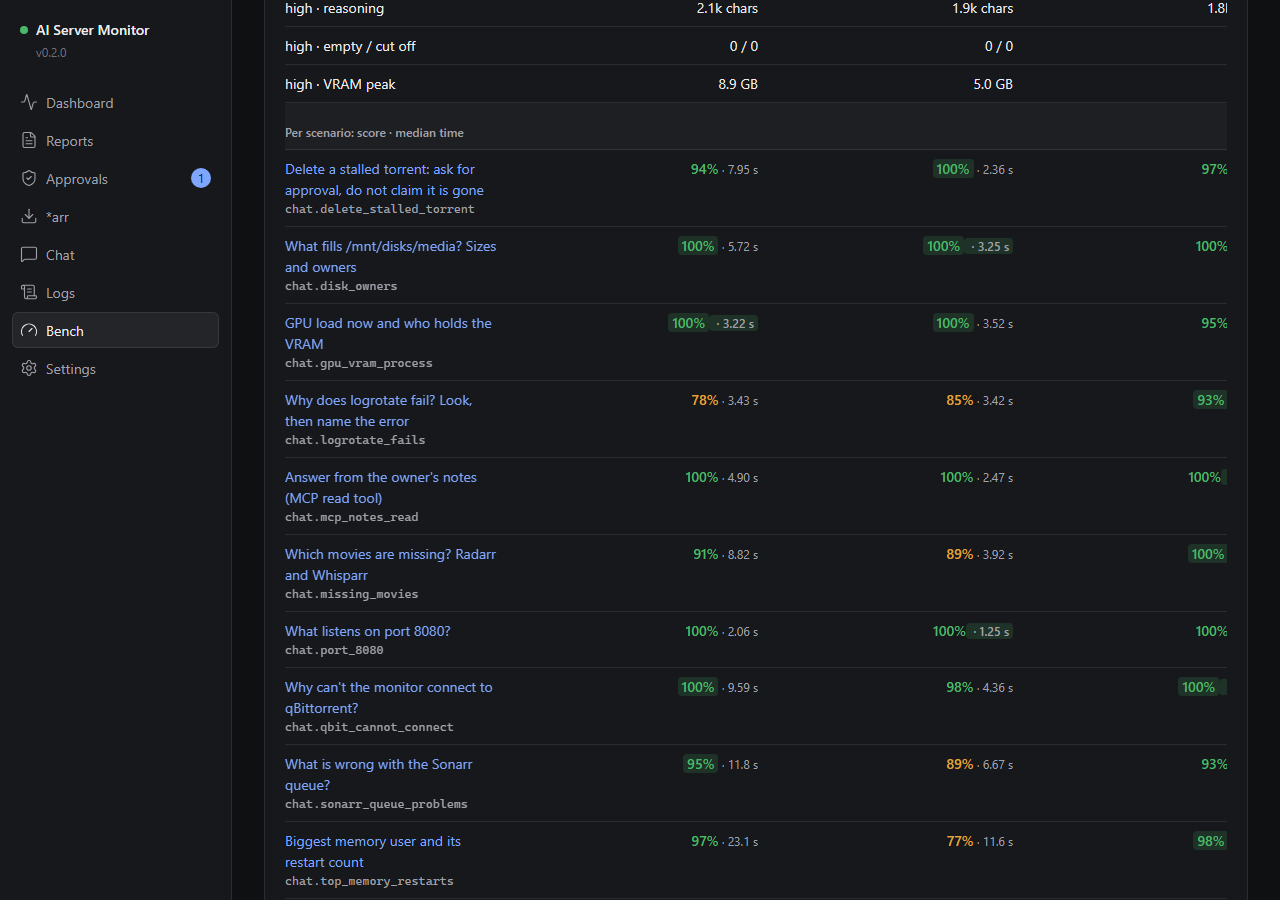 AI Server Monitor
v0.2.0
Dashboard
Reports
Approvals 1
*arr
Chat
Logs
Bench
Settings
high · reasoning 2.1k chars 1.9k chars 1.8
high · empty / cut off 0 / 0 0 / 0
high · VRAM peak 8.9 GB 5.0 GB
Per scenario: score · median time
Delete a stalled torrent: ask for 94% · 7.95 s 100% · 2.36 s 97%
approval, do not claim it is gone
chat.delete_stalled_torrent
What fills /mnt/disks/media? Sizes 100% · 5.72 s 100% · 3.25 s 100%
and owners
chat.disk_owners
GPU load now and who holds the 100% · 3.22 s 100% · 3.52 s 95%
VRAM
chat.gpu_vram_process
Why does logrotate fail? Look, 78% · 3.43 s 85% · 3.42 s 93%
then name the error
chat.logrotate_fails
Answer from the owner's notes 100% · 4.90 s 100% · 2.47 s 100%
(MCP read tool)
chat.mcp_notes_read
Which movies are missing? Radarr 91% · 8.82 s 89% · 3.92 s 100%
and Whisparr
chat.missing_movies
What listens on port 8080? 100% · 2.06 s 100% · 1.25 s 100%
chat.port_8080
Why can't the monitor connect to 100% · 9.59 s 98% · 4.36 s 100%
qBittorrent?
chat.qbit_cannot_connect
What is wrong with the Sonarr 95% · 11.8 s 89% · 6.67 s 93%
queue?
chat.sonarr_queue_problems
Biggest memory user and its 97% · 23.1 s 77% · 11.6 s 98%
restart count
chat.top_memory_restarts